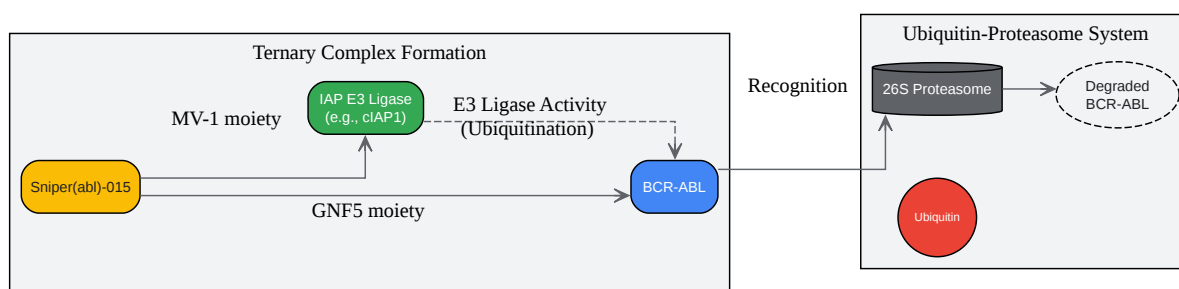 Ternary Complex Formation
MV-1 moiety
IAP E3 Ligase
(e.g., cIAP1)
E3 Ligase Activity
(Ubiquitination)
Sniper(abl)-015
GNF5 moiety
BCR-ABL
Recognition
Ubiquitin-Proteasome System
26S Proteasome
Degraded
BCR-ABL
Ubiquitin